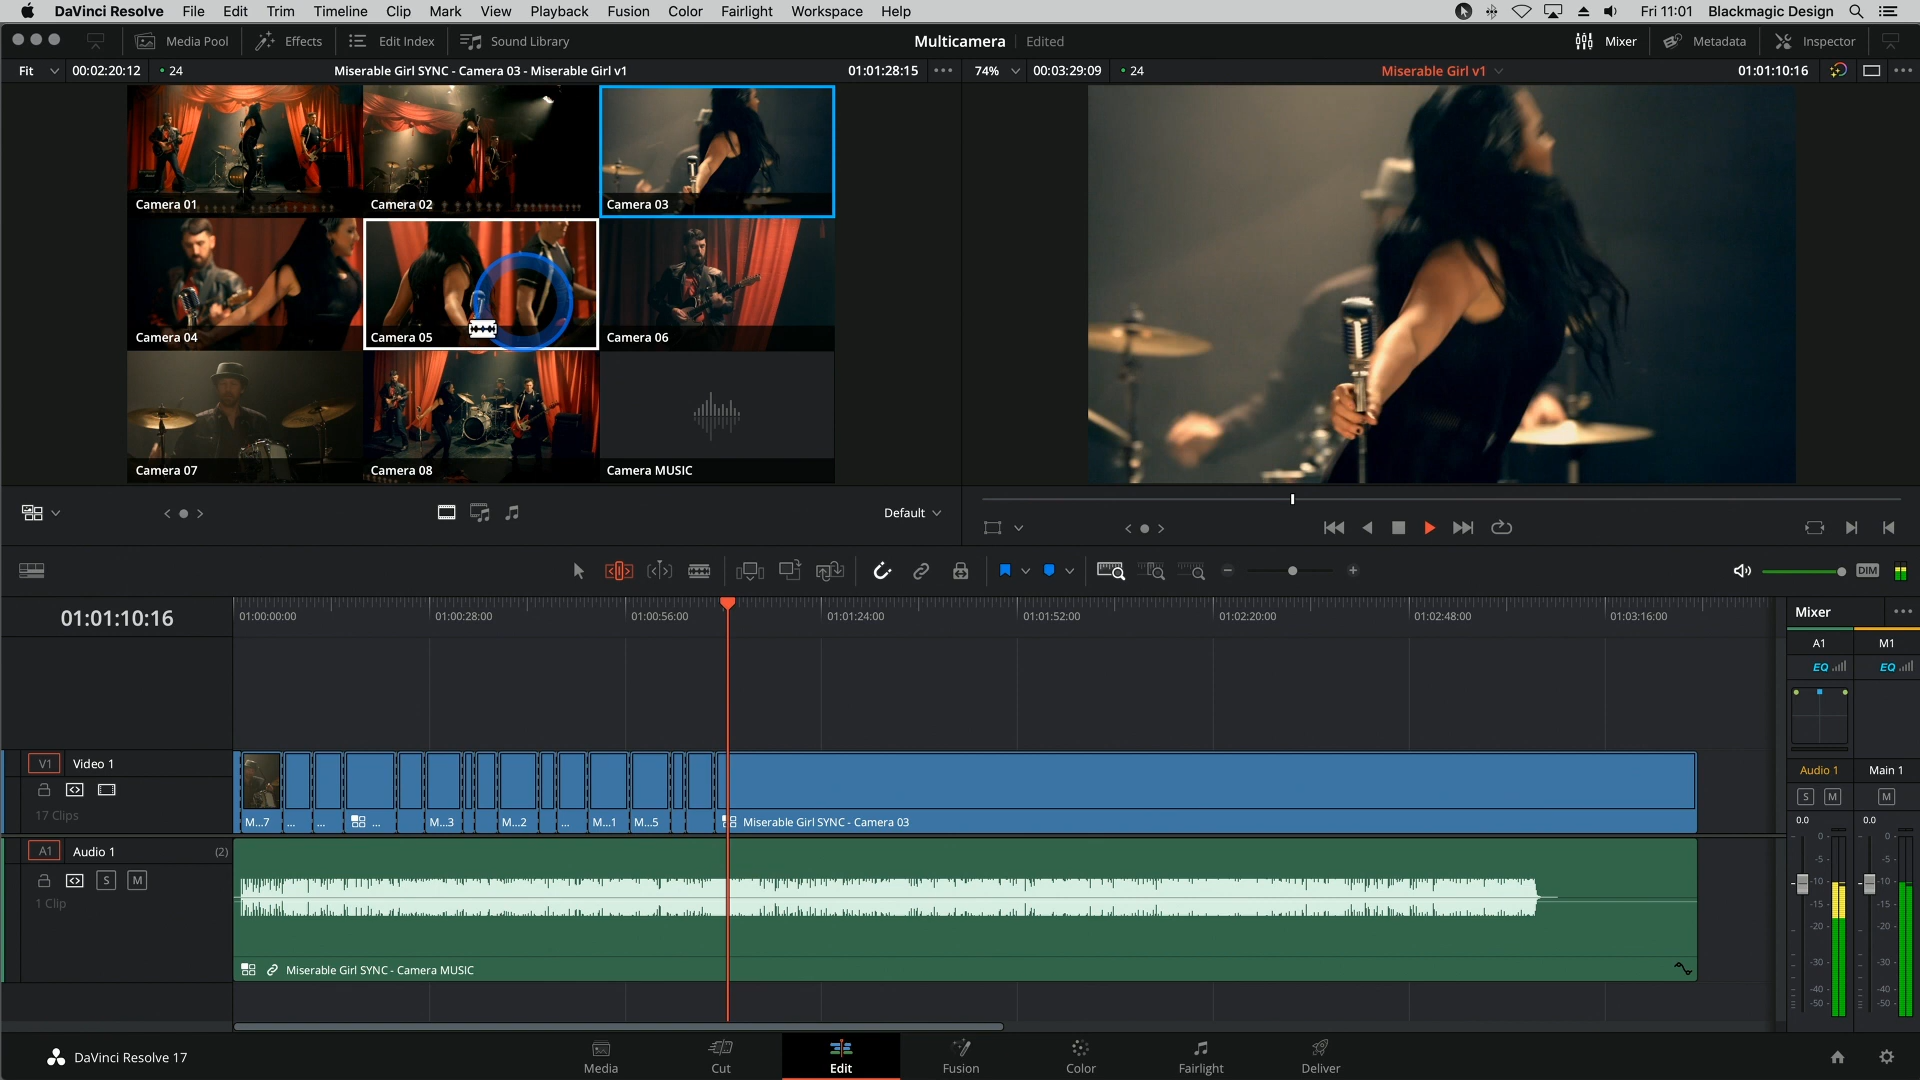 DaVinci Resolve File Edit Trim Timeline Clip Mark View Playback Fusion Color Fairlight Workspace Help Fri 11:01 Blackmagic Design
Media Pool Effects Edit Index Sound Library Multicamera Edited Mixer Metadata Inspector
Fit 00:02:20:12 24 Miserable Girl SYNC - Camera 03 - Miserable Girl v1 01:01:28:15 74% 00:03:29:09 24 Miserable Girl v1 01:01:10:16
Camera 01 Camera 02 Camera 03
Camera 04 Camera 05 Camera 06
Camera 07 Camera 08 Camera MUSIC
Default
DIM
01:01:10:16
01:00:00:00 01:00:28:00 01:00:56:00 01:01:24:00 01:01:52:00 01:02:20:00 01:02:48:00 01:03:16:00
Mixer
A1 M1
EQ EQ
V1 Video 1
17 Clips
M...7 ... ... ... M...3 M...2 ... M...1 M...5 Miserable Girl SYNC - Camera 03
Audio 1 Main 1
S M M
0.0 0.0
A1 Audio 1 (2)
S M
1 Clip
0 0
-5 -5
-10 -10
-15 -15
-20 -20
-30 -30
-40 -40
-50 -50
Miserable Girl SYNC - Camera MUSIC
DaVinci Resolve 17
Media Cut Edit Fusion Color Fairlight Deliver